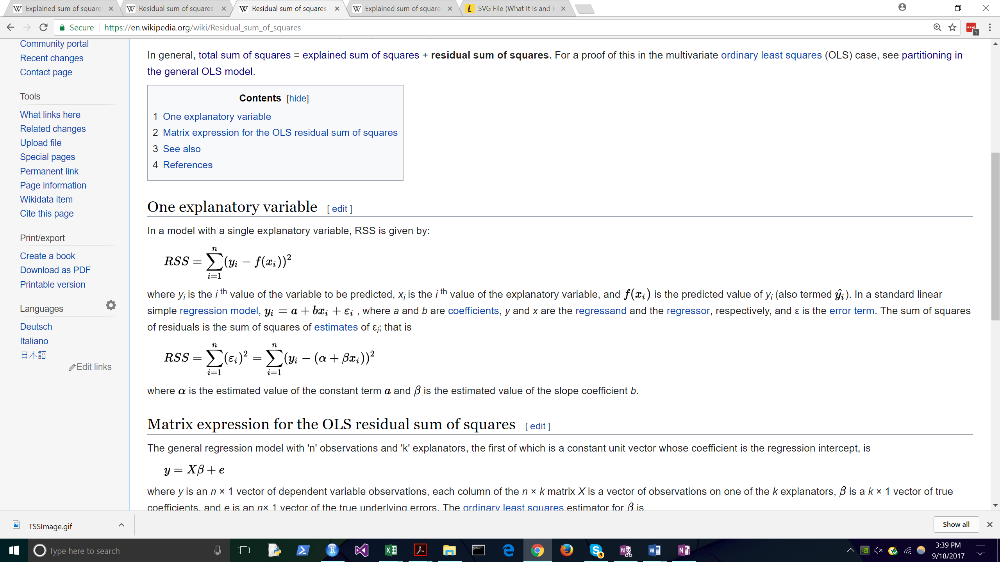 Explained sum of square
Residual sum of squares
Residual sum of squares
Explained sum of square
SVG File (What It Is and H
Secure https://en.wikipedia.org/wiki/Residual_sum_of_squares
1
Community portal
Recent changes
Contact page
Tools
What links here
Related changes
Upload file
Special pages
Permanent link
Page information
Wikidata item
Cite this page
Print/export
Create a book
Download as PDF
Printable version
Languages
Deutsch
Italiano
日本語
Edit links
In general, total sum of squares = explained sum of squares + residual sum of squares. For a proof of this in the multivariate ordinary least squares (OLS) case, see partitioning in
the general OLS model.
Contents [hide]
1 One explanatory variable
2 Matrix expression for the OLS residual sum of squares
3 See also
4 References
One explanatory variable [ edit ]
In a model with a single explanatory variable, RSS is given by:
RSS = ∑_{i=1}^{n} (y_i − f(x_i))²
where y_i is the i th value of the variable to be predicted, x_i is the i th value of the explanatory variable, and f(x_i) is the predicted value of y_i (also termed ŷ_i). In a standard linear
simple regression model, y_i = a + bx_i + ε_i , where a and b are coefficients, y and x are the regressand and the regressor, respectively, and ε is the error term. The sum of squares
of residuals is the sum of squares of estimates of ε_i; that is
RSS = ∑_{i=1}^{n} (ε_i)² = ∑_{i=1}^{n} (y_i − (α + βx_i))²
where α is the estimated value of the constant term a and β is the estimated value of the slope coefficient b.
Matrix expression for the OLS residual sum of squares [ edit ]
The general regression model with 'n' observations and 'k' explanators, the first of which is a constant unit vector whose coefficient is the regression intercept, is
y = Xβ + e
where y is an n × 1 vector of dependent variable observations, each column of the n × k matrix X is a vector of observations on one of the k explanators, β is a k × 1 vector of true
coefficients, and e is an n× 1 vector of the true underlying errors. The ordinary least squares estimator for β is
TSSImage.gif
Show all
Type here to search
5
3:39 PM
9/18/2017